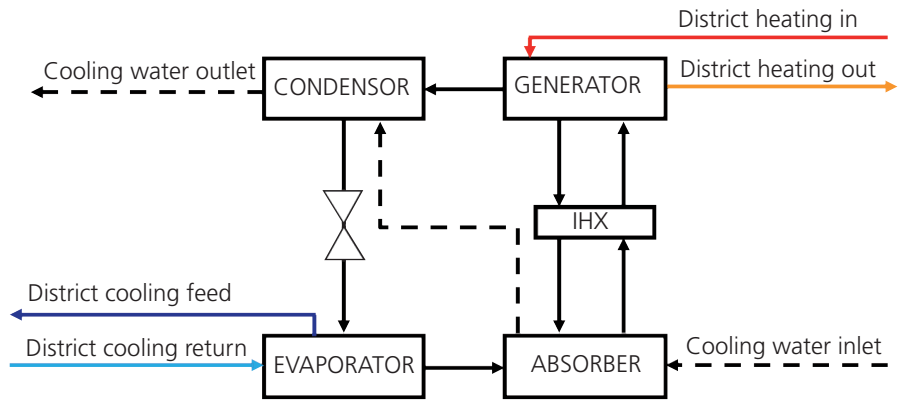 District heating in
Cooling water outlet
CONDENSOR
GENERATOR
District heating out
IHX
District cooling feed
District cooling return
EVAPORATOR
ABSORBER
Cooling water inlet